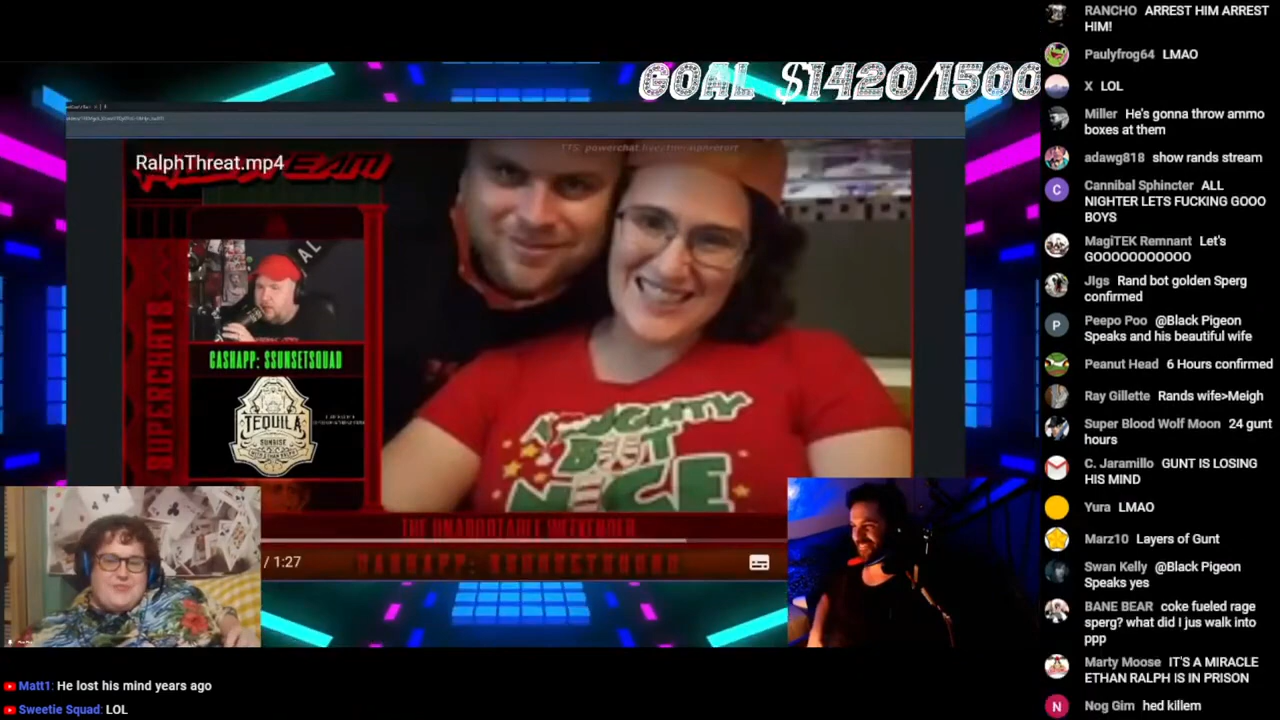 GOAL $1420/1500
RalphThreat.mp4
SUPERCHATS
CASHAPP: $SUNSETSQUAD
TEQUILA
SUNRISE
NAUGHTY
BUT
NICE
/ 1:27
RANCHO ARREST HIM ARREST
HIM!
Paulyfrog64 LMAO
X LOL
Miller He's gonna throw ammo
boxes at them
adawg818 show rands stream
Cannibal Sphincter ALL
NIGHTER LETS FUCKING GOOO
BOYS
MagiTEK Remnant Let's
GOOOOOOOOOOO
JIgs Rand bot golden Sperg
confirmed
Peepo Poo @Black Pigeon
Speaks and his beautiful wife
Peanut Head 6 Hours confirmed
Ray Gillette Rands wife>Meigh
Super Blood Wolf Moon 24 gunt
hours
C. Jaramillo GUNT IS LOSING
HIS MIND
Yura LMAO
Marz10 Layers of Gunt
Swan Kelly @Black Pigeon
Speaks yes
BANE BEAR coke fueled rage
sperg? what did I jus walk into
ppp
Marty Moose IT'S A MIRACLE
ETHAN RALPH IS IN PRISON
Nog Gim hed killem
Matt1: He lost his mind years ago
Sweetie Squad: LOL